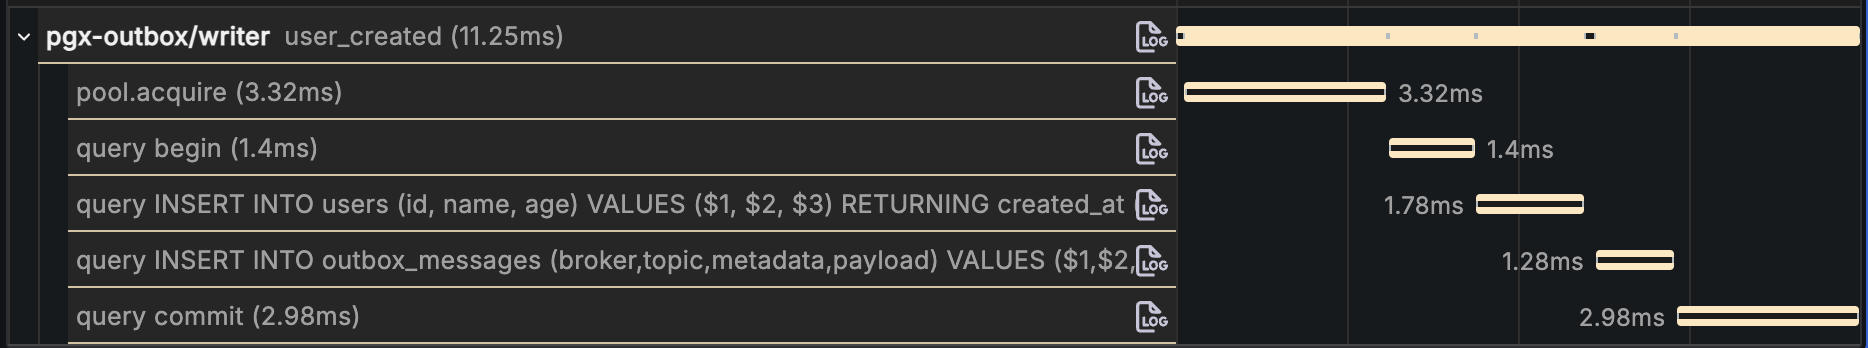 pgx-outbox/writer user_created (11.25ms) LOG
pool.acquire (3.32ms) LOG 3.32ms
query begin (1.4ms) LOG 1.4ms
query INSERT INTO users (id, name, age) VALUES ($1, $2, $3) RETURNING created_at ( LOG 1.78ms
query INSERT INTO outbox_messages (broker,topic,metadata,payload) VALUES ($1,$2, LOG 1.28ms
query commit (2.98ms) LOG 2.98ms